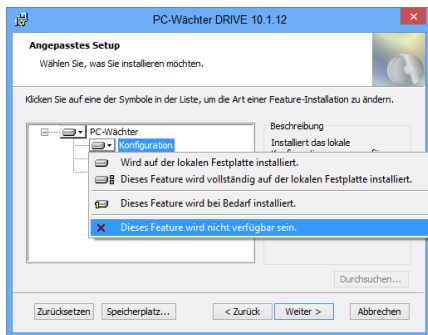 PC-Wächter DRIVE 10.1.12
Angepasstes Setup
Wählen Sie, was Sie installieren möchten.
Klicken Sie auf eine der Symbole in der Liste, um die Art einer Feature-Installation zu ändern.
PC-Wächter
Konfiguration
Beschreibung
Installiert das lokale
Wird auf der lokalen Festplatte installiert.
Dieses Feature wird vollständig auf der lokalen Festplatte installiert.
Dieses Feature wird bei Bedarf installiert.
Dieses Feature wird nicht verfügbar sein.
Durchsuchen...
Zurücksetzen
Speicherplatz...
< Zurück
Weiter >
Abbrechen